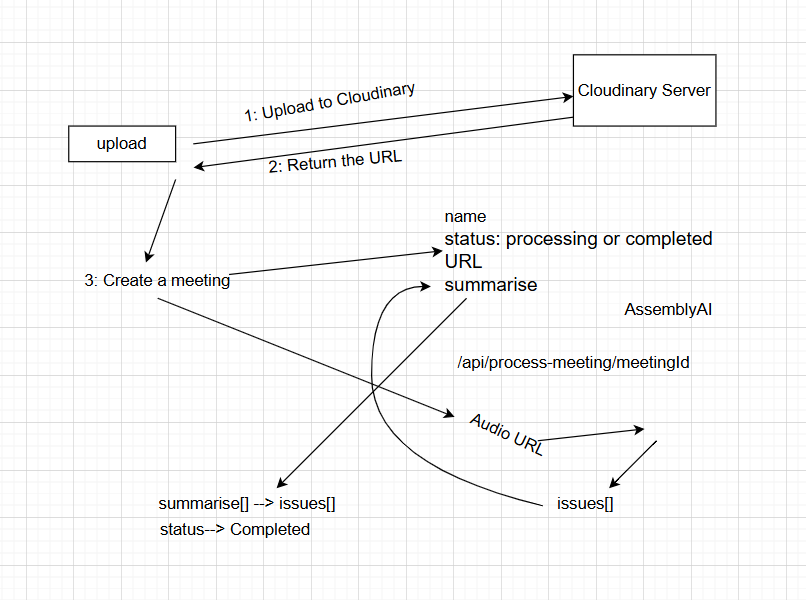 Cloudinary Server
1: Upload to Cloudinary
upload
2: Return the URL
name
status: processing or completed
URL
summarise
3: Create a meeting
AssemblyAI
/api/process-meeting/meetingId
Audio URL
summarise[] --> issues[]
status--> Completed
issues[]